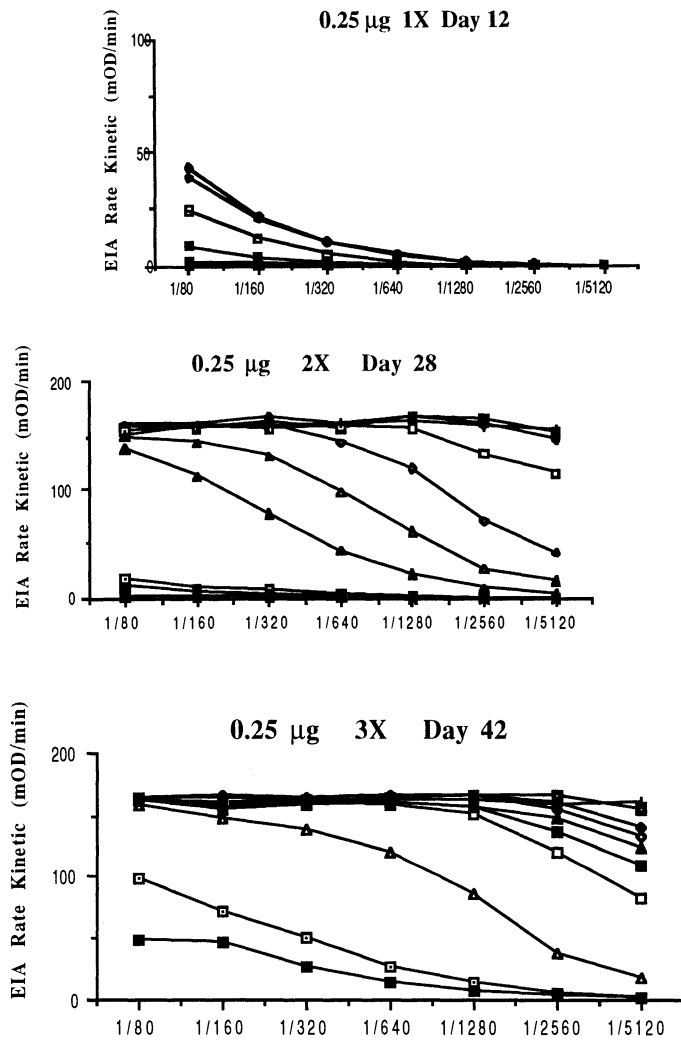 0.25 µg 1X Day 12
EIA Rate Kinetic (mOD/min)
100
50
0
1/80 1/160 1/320 1/640 1/1280 1/2560 1/5120
0.25 µg 2X Day 28
EIA Rate Kinetic (mOD/min)
200
100
0
1/80 1/160 1/320 1/640 1/1280 1/2560 1/5120
0.25 µg 3X Day 42
EIA Rate Kinetic (mOD/min)
200
100
0
1/80 1/160 1/320 1/640 1/1280 1/2560 1/5120